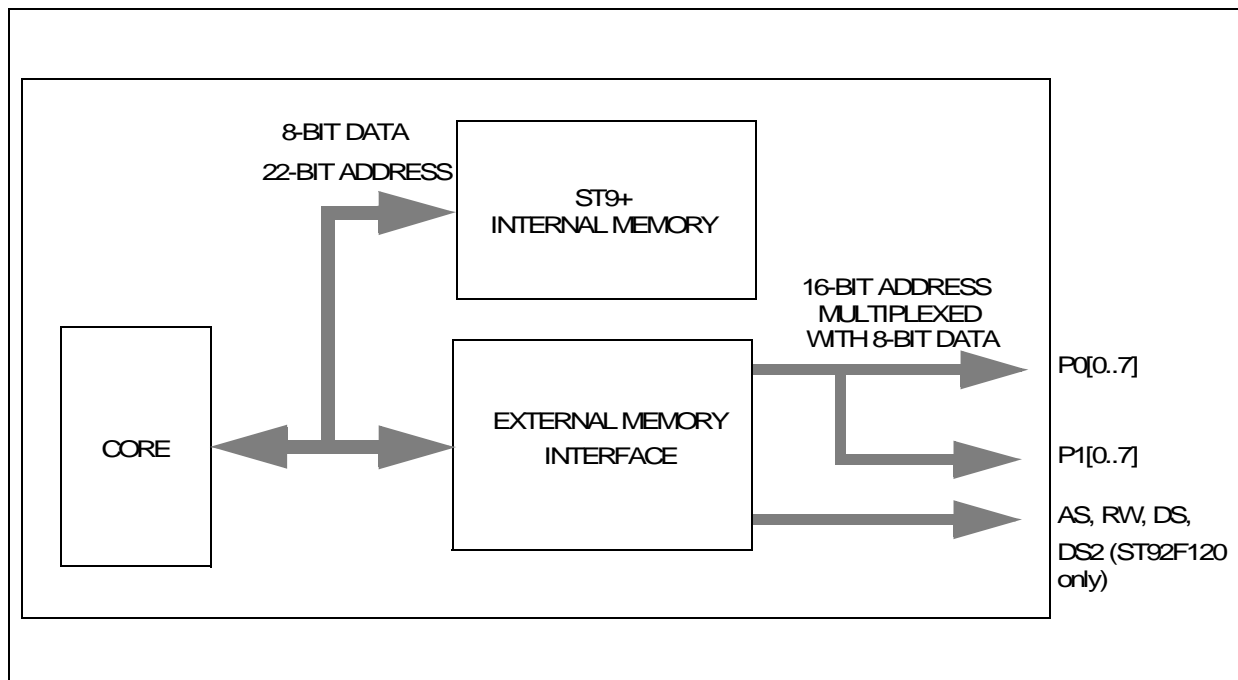 8-BIT DATA
22-BIT ADDRESS
ST9+
INTERNAL MEMORY
16-BIT ADDRESS
MULTIPLEXED
WITH 8-BIT DATA
P0[0..7]
CORE
EXTERNAL MEMORY
INTERFACE
P1[0..7]
AS, RW, DS,
DS2 (ST92F120
only)